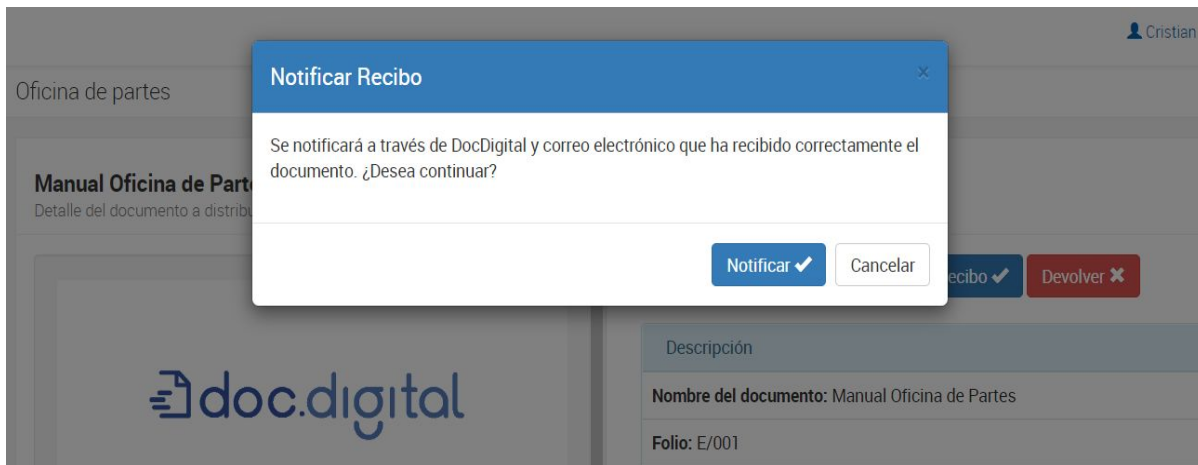 Cristian
Notificar Recibo
×
Oficina de partes
Se notificará a través de DocDigital y correo electrónico que ha recibido correctamente el
documento. ¿Desea continuar?
Manual Oficina de Part
Detalle del documento a distribu
Notificar
Cancelar
ecibo
Devolver
Descripción
doc.digital
Nombre del documento: Manual Oficina de Partes
Folio: E/001